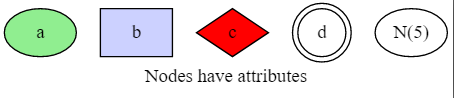 a b c d N(5)
Nodes have attributes